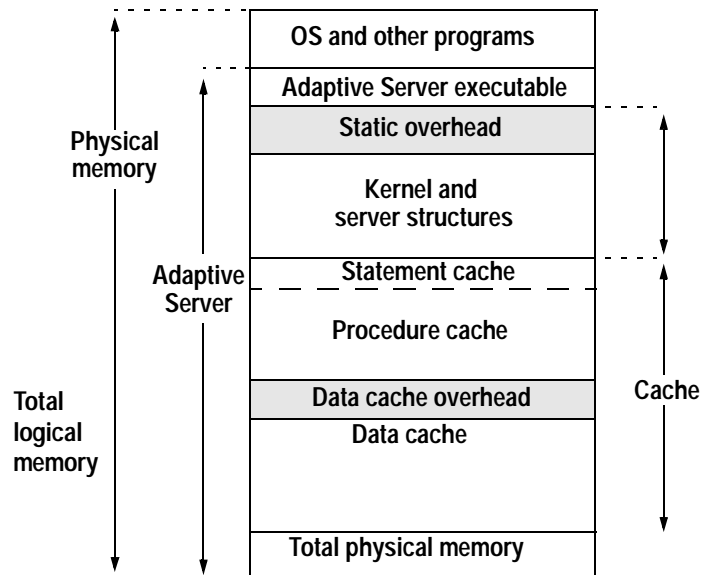 OS and other programs
Adaptive Server executable
Static overhead
Physical
memory
Kernel and
server structures
Statement cache
Adaptive
Server
Procedure cache
Data cache overhead
Cache
Total
logical
memory
Data cache
Total physical memory